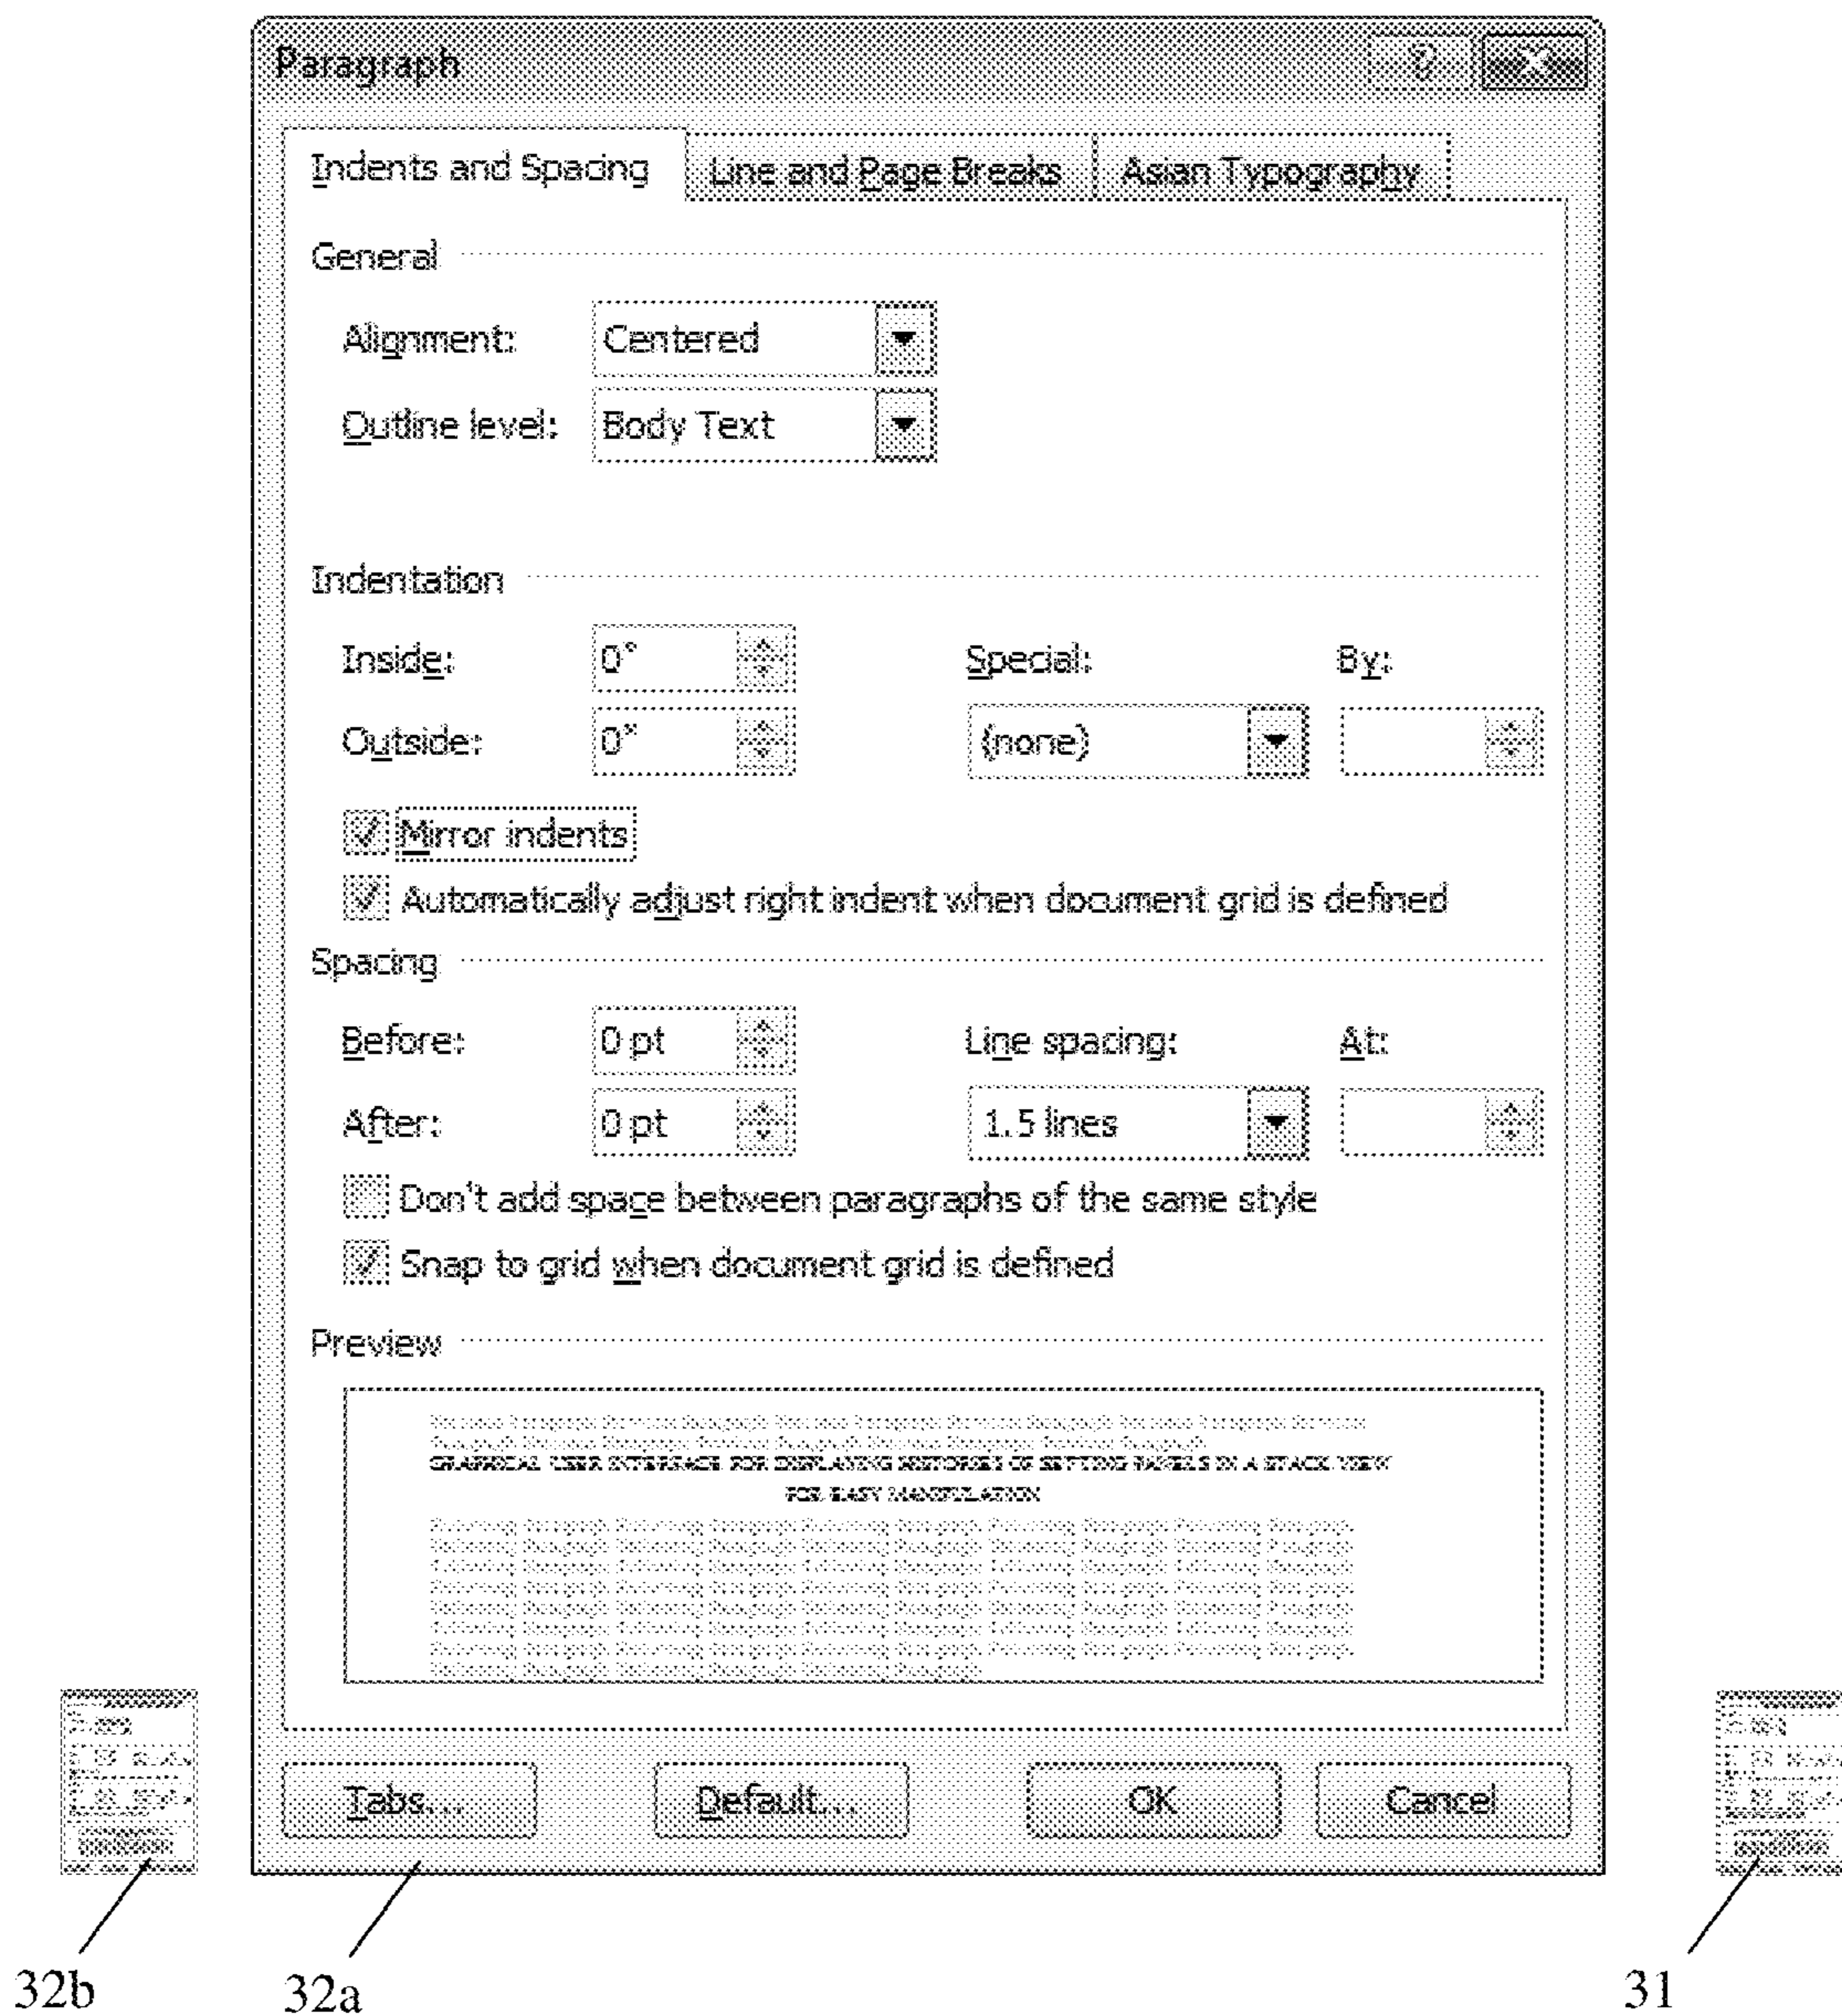 Paragraph
Indents and Spacing Line and Page Breaks Asian Typography
General
Alignment: Centered
Outline level: Body Text
Indentation
Inside: 0" Special: By:
Outside: 0" (none)
Mirror indents
Automatically adjust right indent when document grid is defined
Spacing
Before: 0 pt Line spacing: At:
After: 0 pt 1.5 lines
Don't add space between paragraphs of the same style
Snap to grid when document grid is defined
Preview
GRAPHICAL USER INTERFACE FOR DISPLAYING HISTORIES OF SETTING PANELS IN A STACK VIEW
FOR EASY MANIPULATION
Tabs... Default... OK Cancel
32b 32a 31